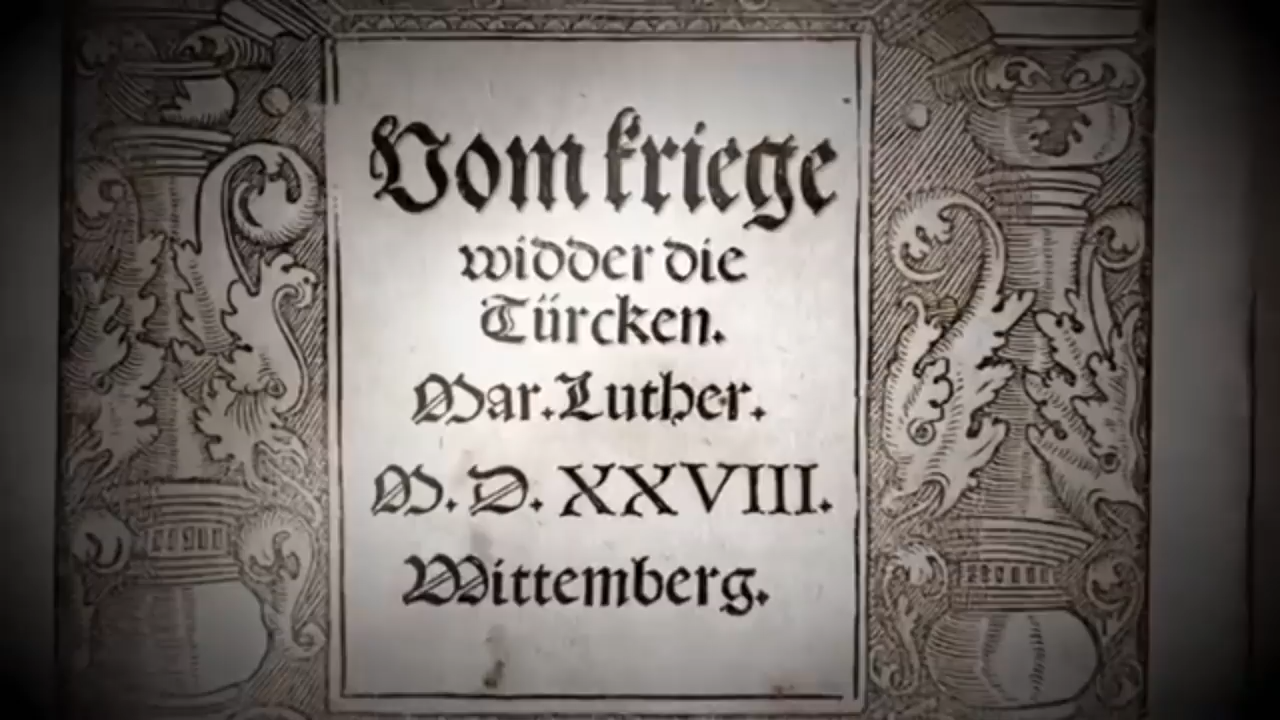 Vom kriege
widder die
Türcken.
Mar. Luther.
M. D. XXVIII.
Wittemberg.